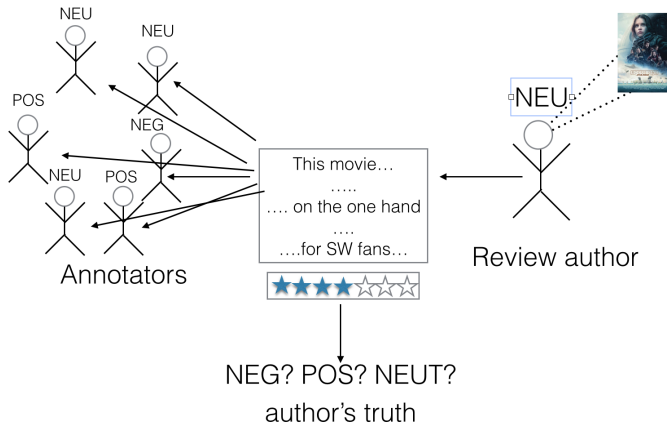 NEU
NEU
POS
NEG
NEU
POS
Annotators
This movie…
…..
…. on the one hand
….
….for SW fans…
NEU
Review author
NEG? POS? NEUT?
author's truth